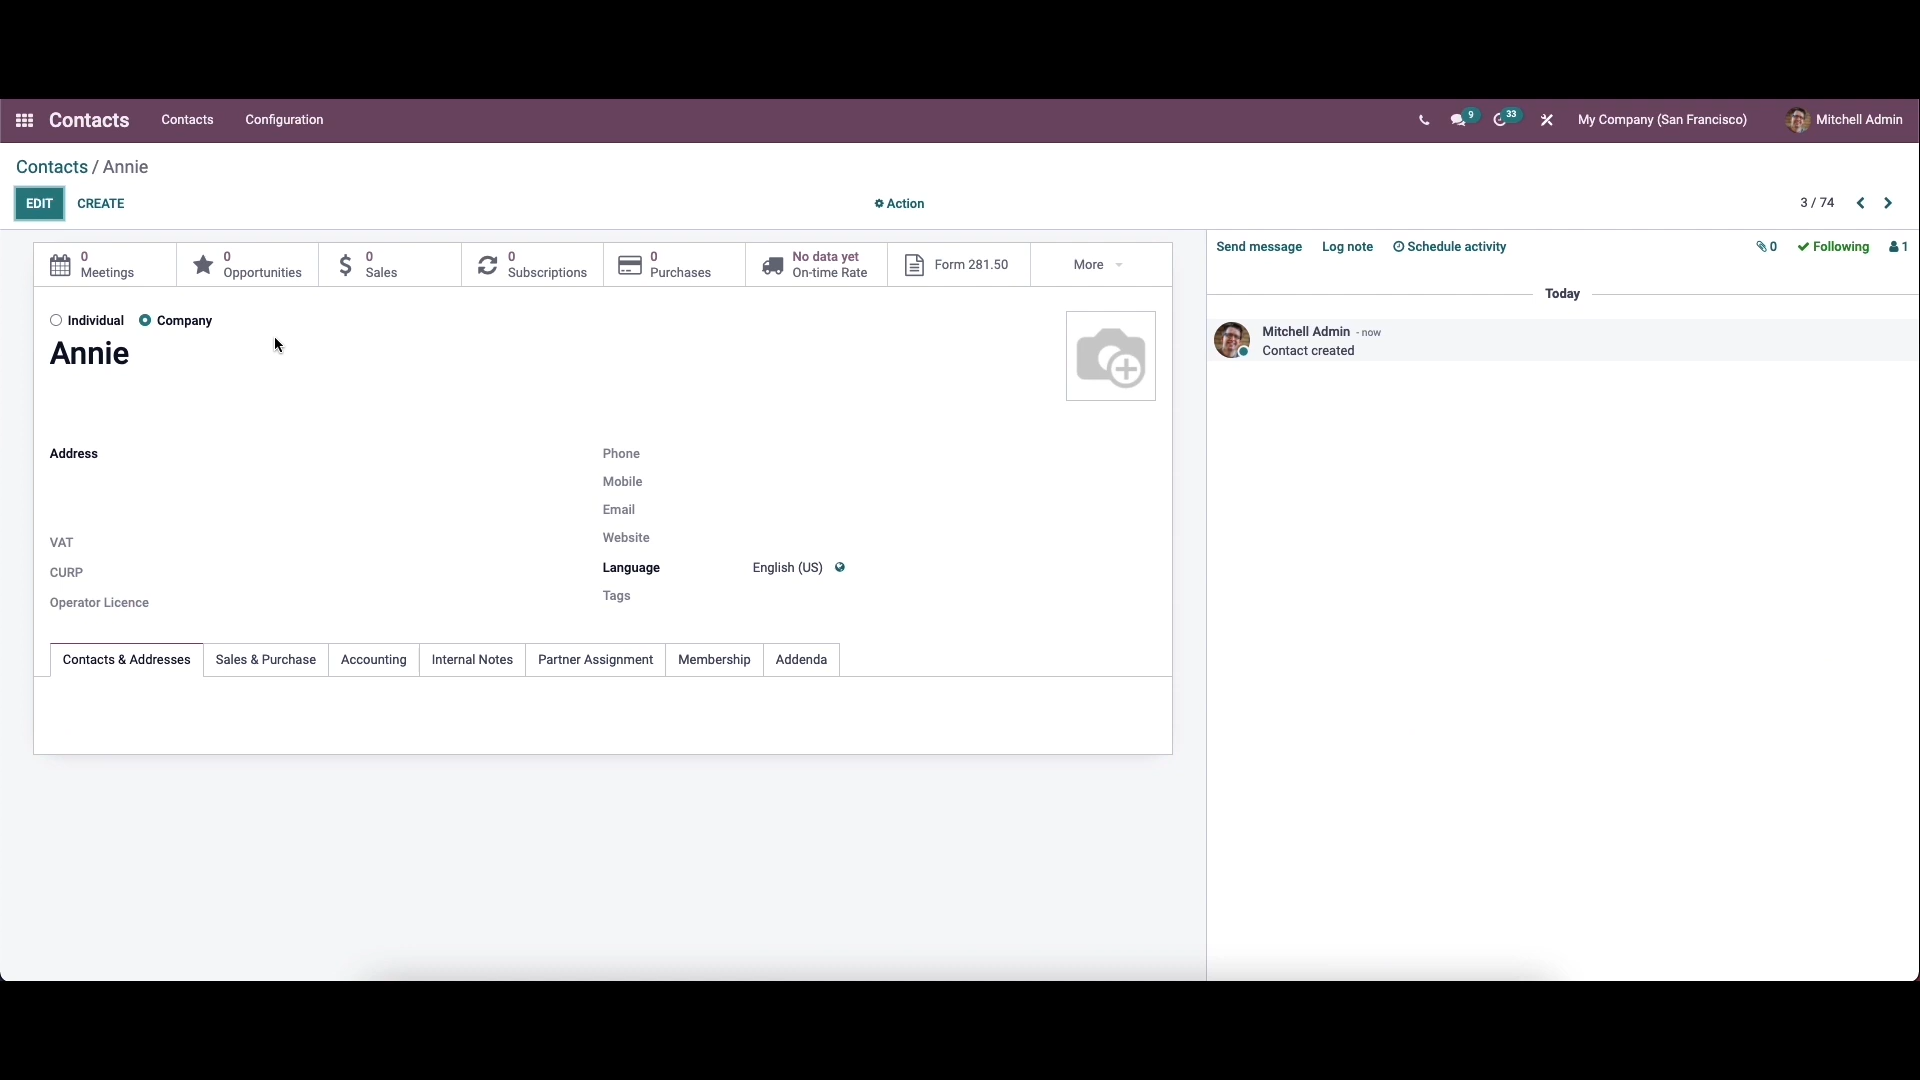 Contacts Contacts Configuration 9 33 My Company (San Francisco) Mitchell Admin
Contacts / Annie
EDIT CREATE Action 3 / 74
0 Meetings
0 Opportunities
0 Sales
0 Subscriptions
0 Purchases
No data yet On-time Rate
Form 281.50
More
Send message Log note Schedule activity 0 Following 1
Today
Individual Company
Annie
Mitchell Admin - now
Contact created
Address
VAT
CURP
Operator Licence
Phone
Mobile
Email
Website
Language English (US)
Tags
Contacts & Addresses Sales & Purchase Accounting Internal Notes Partner Assignment Membership Addenda